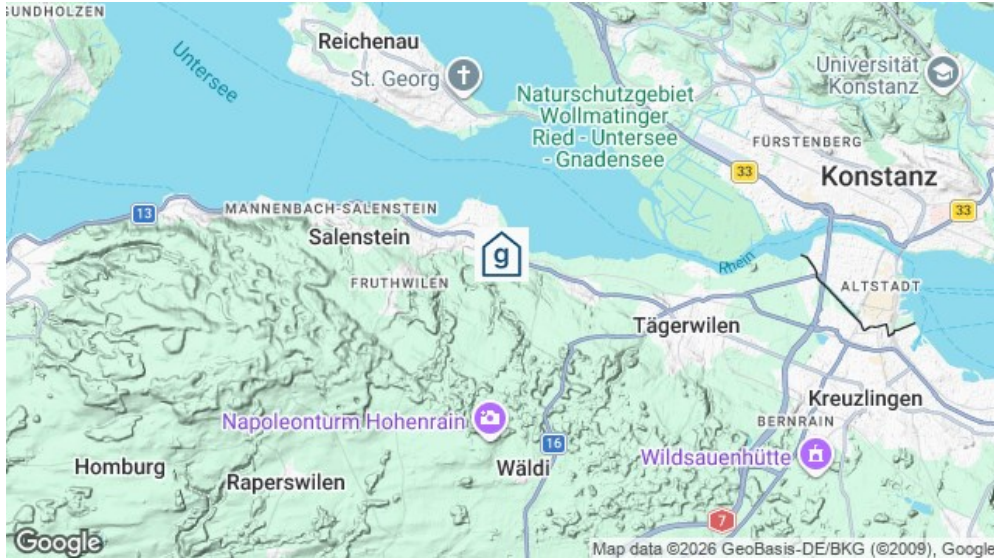 GUNDHOLZEN
Untersee
Reichenau
St. Georg
Naturschutzgebiet
Wollmatinger
Ried - Untersee
- Gnadensee
Universität
Konstanz
FÜRSTENBERG
33
Konstanz
33
13
MANNENBACH-SALENSTEIN
Salenstein
g
FRUTHWILEN
Rhein
ALTSTADT
Tägerwilen
Kreuzlingen
BERNRAIN
Napoleonturm Hohenrain
16
Wildsauenhütte
Homburg
Raperswilen
Wäldi
7
Google
Map data ©2026 GeoBasis-DE/BKG (©2009), Google